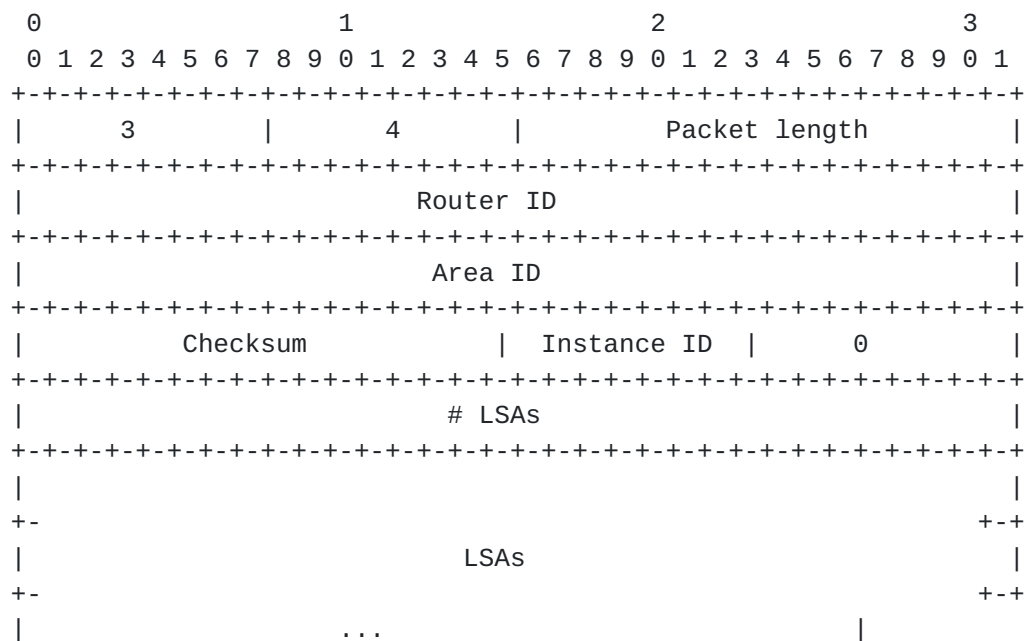 0                   1                   2                   3
 0 1 2 3 4 5 6 7 8 9 0 1 2 3 4 5 6 7 8 9 0 1 2 3 4 5 6 7 8 9 0 1
+-+-+-+-+-+-+-+-+-+-+-+-+-+-+-+-+-+-+-+-+-+-+-+-+-+-+-+-+-+-+-+-+
|      3        |       4       |         Packet length         |
+-+-+-+-+-+-+-+-+-+-+-+-+-+-+-+-+-+-+-+-+-+-+-+-+-+-+-+-+-+-+-+-+
|                         Router ID                             |
+-+-+-+-+-+-+-+-+-+-+-+-+-+-+-+-+-+-+-+-+-+-+-+-+-+-+-+-+-+-+-+-+
|                          Area ID                              |
+-+-+-+-+-+-+-+-+-+-+-+-+-+-+-+-+-+-+-+-+-+-+-+-+-+-+-+-+-+-+-+-+
|          Checksum            |  Instance ID  |      0         |
+-+-+-+-+-+-+-+-+-+-+-+-+-+-+-+-+-+-+-+-+-+-+-+-+-+-+-+-+-+-+-+-+
|                           # LSAs                              |
+-+-+-+-+-+-+-+-+-+-+-+-+-+-+-+-+-+-+-+-+-+-+-+-+-+-+-+-+-+-+-+-+
|                                                               |
+-                                                            +-+
|                            LSAs                               |
+-                                                            +-+
|                    ...                              |